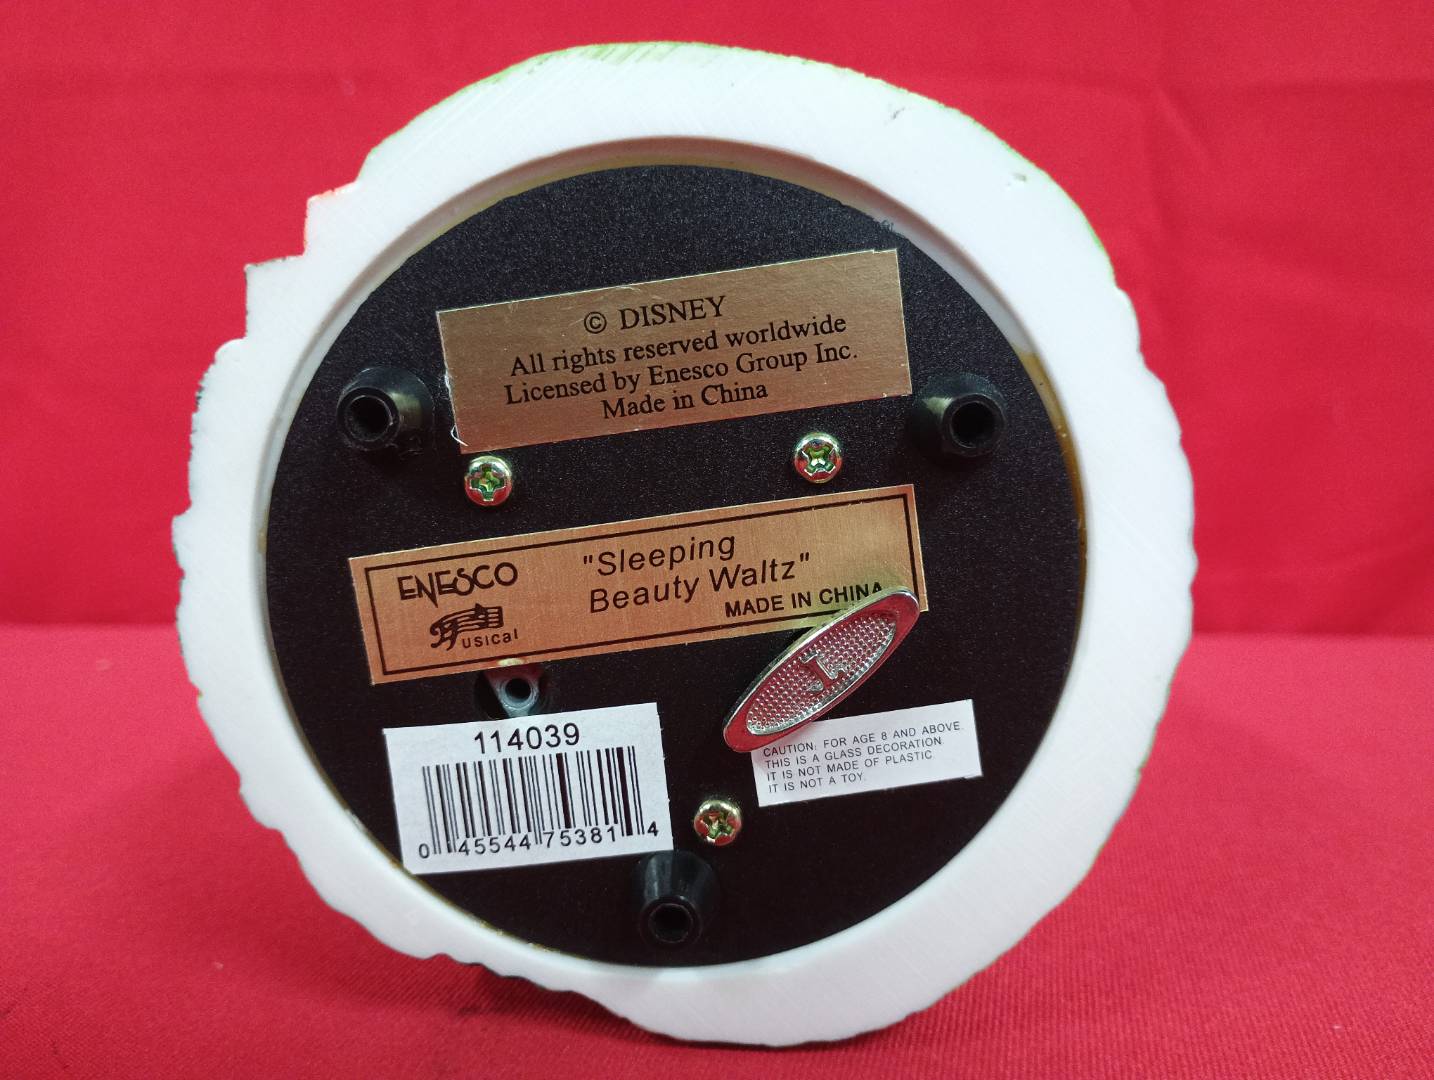 © DISNEY
All rights reserved worldwide
Licensed by Enesco Group Inc.
Made in China
ENESCO
Musical
"Sleeping
Beauty Waltz"
MADE IN CHINA
114039
0 45544 75381 4
CAUTION: FOR AGE 8 AND ABOVE.
THIS IS A GLASS DECORATION.
IT IS NOT MADE OF PLASTIC
IT IS NOT A TOY.